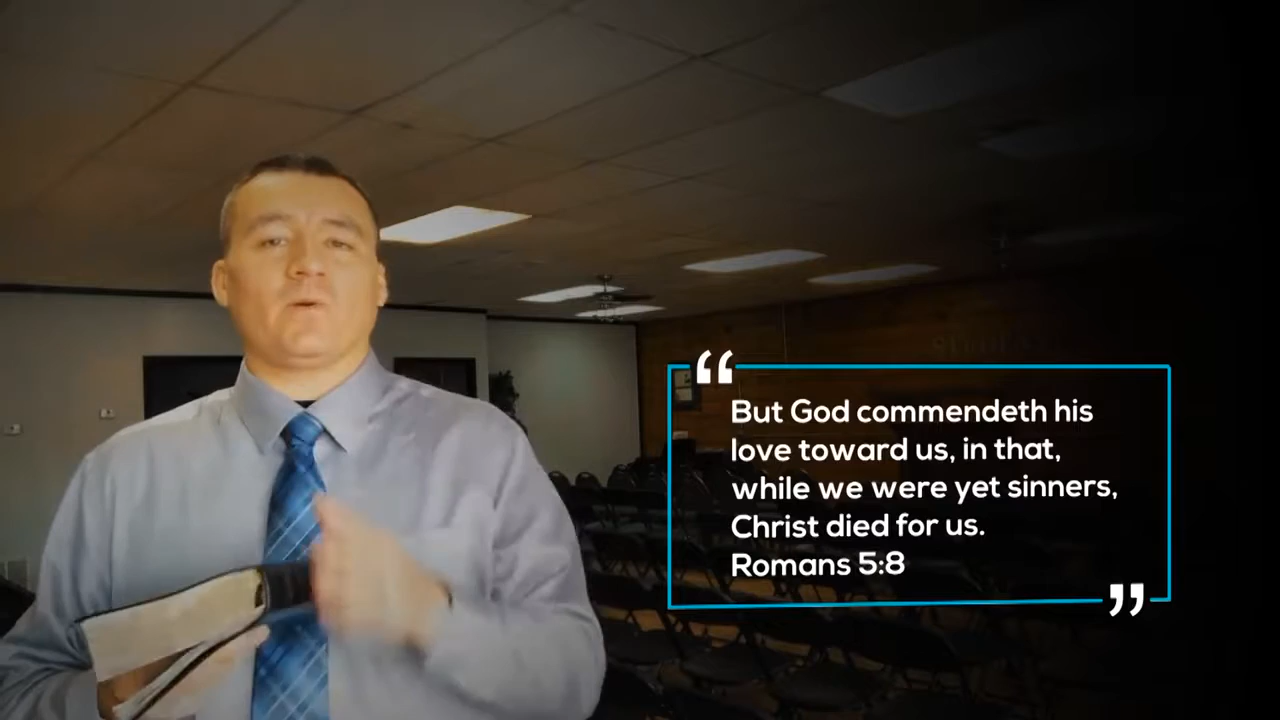 “
But God commendeth his
love toward us, in that,
while we were yet sinners,
Christ died for us.
Romans 5:8
”